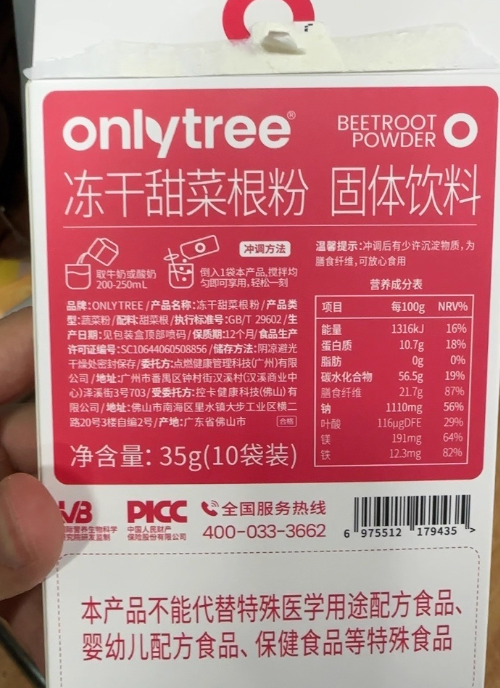 onlytree®
BEETROOT
POWDER
冻干甜菜根粉 固体饮料
取牛奶或酸奶
200-250mL
冲调方法
倒入1袋本产品,搅拌均
匀即可享用,轻松一刻
温馨提示:冲调后有少许沉淀物质,为
膳食纤维,可放心食用
品牌:ONLYTREE/产品名称:冻干甜菜根粉/产品类
型:蔬菜粉/配料:甜菜根/执行标准号:GB/T 29602/生
产日期:见包装盒顶部喷码/保质期:12个月/食品生产
许可证编号:SC10644060508856/储存方法:阴凉避光
干燥处密封保存/委托方:点燃健康管理科技(广州)有限
公司/地址:广州市番禺区钟村街汉溪村(汉溪商业中
心)泽溪街3号703/受委托方:控卡健康科技(佛山)有
限公司/地址:佛山市南海区里水镇大步工业区横二
路20号3楼自编2号/产地:广东省佛山市
合格
净含量:35g(10袋装)
营养成分表
项目 每100g NRV%
能量 1316kJ 16%
蛋白质 10.7g 18%
脂肪 0g 0%
碳水化合物 56.5g 19%
膳食纤维 21.7g 87%
钠 1110mg 56%
叶酸 116μgDFE 29%
镁 191mg 64%
铁 12.3mg 82%
PICC
中国人民财产
保险股份有限公司
全国服务热线
400-033-3662
6 975512 179435 >
本产品不能代替特殊医学用途配方食品、
婴幼儿配方食品、保健食品等特殊食品